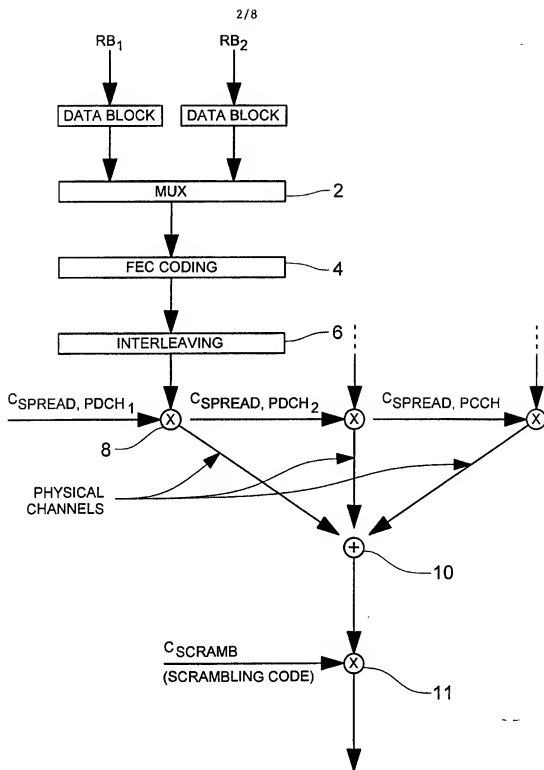 2/8
RB1 RB2
DATA BLOCK DATA BLOCK
MUX 2
FEC CODING 4
INTERLEAVING 6
CSPREAD, PDCH1 CSPREAD, PDCH2 CSPREAD, PCCH
X X X
8
PHYSICAL
CHANNELS
+ 10
CSCRAMB
(SCRAMBLING CODE) X 11